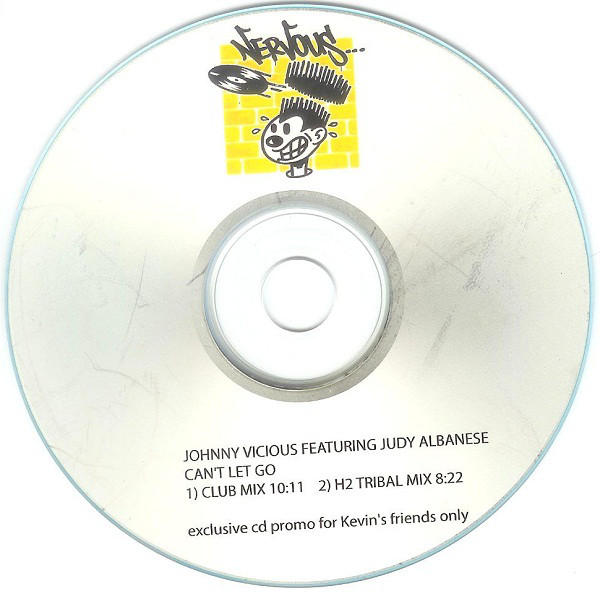 NERVOUS...
JOHNNY VICIOUS FEATURING JUDY ALBANESE
CAN'T LET GO
1) CLUB MIX 10:11 2) H2 TRIBAL MIX 8:22
exclusive cd promo for Kevin's friends only